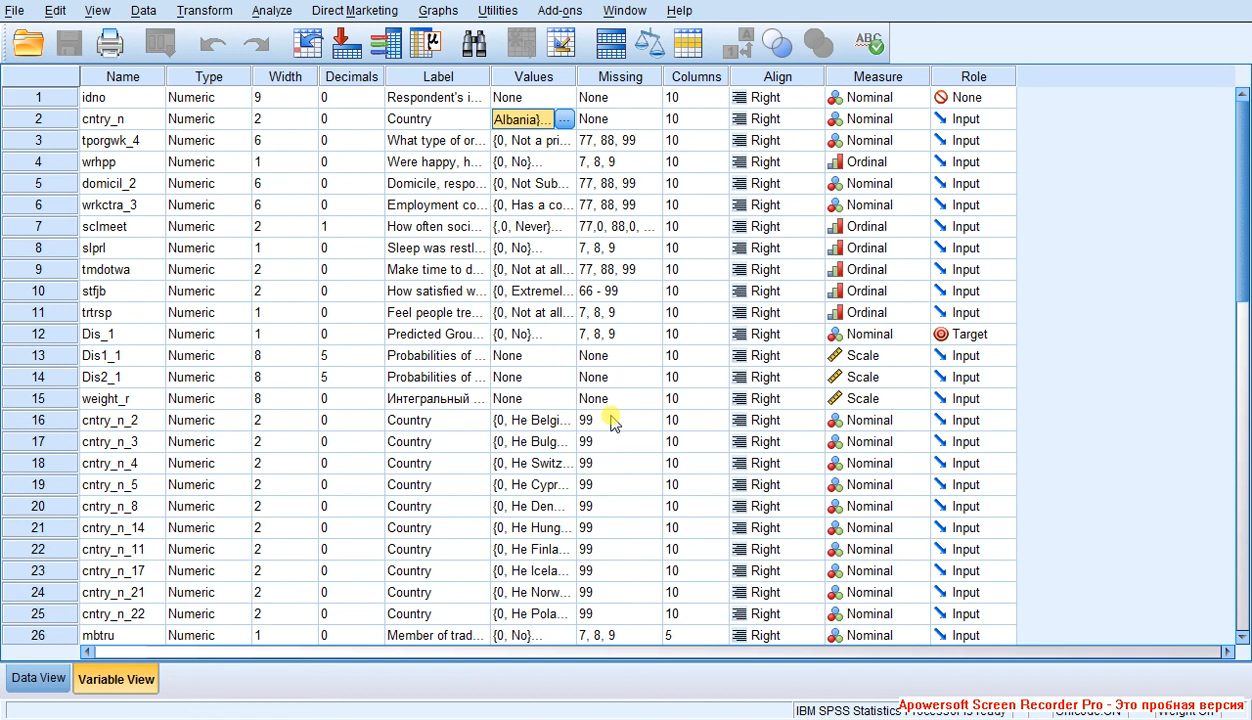 File Edit View Data Transform Analyze Direct Marketing Graphs Utilities Add-ons Window Help
Name Type Width Decimals Label Values Missing Columns Align Measure Role
1 idno Numeric 9 0 Respondent's i... None None 10 Right Nominal None
2 cntry_n Numeric 2 0 Country Albania}... ... None 10 Right Nominal Input
3 tporgwk_4 Numeric 6 0 What type of or... {0, Not a pri... 77, 88, 99 10 Right Nominal Input
4 wrhpp Numeric 1 0 Were happy, h... {0, No}... 7, 8, 9 10 Right Ordinal Input
5 domicil_2 Numeric 6 0 Domicile, respo... {0, Not Sub... 77, 88, 99 10 Right Nominal Input
6 wrkctra_3 Numeric 6 0 Employment co... {0, Has a co... 77, 88, 99 10 Right Nominal Input
7 sclmeet Numeric 2 1 How often soci... {,0, Never}... 77,0, 88,0, ... 10 Right Ordinal Input
8 slprl Numeric 1 0 Sleep was restl... {0, No}... 7, 8, 9 10 Right Ordinal Input
9 tmdotwa Numeric 2 0 Make time to d... {0, Not at all... 77, 88, 99 10 Right Ordinal Input
10 stfjb Numeric 2 0 How satisfied w... {0, Extremel... 66 - 99 10 Right Ordinal Input
11 trtrsp Numeric 1 0 Feel people tre... {0, Not at all... 7, 8, 9 10 Right Ordinal Input
12 Dis_1 Numeric 1 0 Predicted Grou... {0, No}... 7, 8, 9 10 Right Nominal Target
13 Dis1_1 Numeric 8 5 Probabilities of ... None None 10 Right Scale Input
14 Dis2_1 Numeric 8 5 Probabilities of ... None None 10 Right Scale Input
15 weight_r Numeric 8 0 Интегральный ... None None 10 Right Scale Input
16 cntry_n_2 Numeric 2 0 Country {0, Не Belgi... 99 10 Right Nominal Input
17 cntry_n_3 Numeric 2 0 Country {0, Не Bulg... 99 10 Right Nominal Input
18 cntry_n_4 Numeric 2 0 Country {0, Не Switz... 99 10 Right Nominal Input
19 cntry_n_5 Numeric 2 0 Country {0, Не Cypr... 99 10 Right Nominal Input
20 cntry_n_8 Numeric 2 0 Country {0, Не Den... 99 10 Right Nominal Input
21 cntry_n_14 Numeric 2 0 Country {0, Не Hung... 99 10 Right Nominal Input
22 cntry_n_11 Numeric 2 0 Country {0, Не Finla... 99 10 Right Nominal Input
23 cntry_n_17 Numeric 2 0 Country {0, Не Icela... 99 10 Right Nominal Input
24 cntry_n_21 Numeric 2 0 Country {0, Не Norw... 99 10 Right Nominal Input
25 cntry_n_22 Numeric 2 0 Country {0, Не Pola... 99 10 Right Nominal Input
26 mbtru Numeric 1 0 Member of trad... {0, No}... 7, 8, 9 5 Right Nominal Input
Data View Variable View
Apowersoft Screen Recorder Pro - Это пробная версия
IBM SPSS Statistics Processor is ready Unicode:ON Weight On